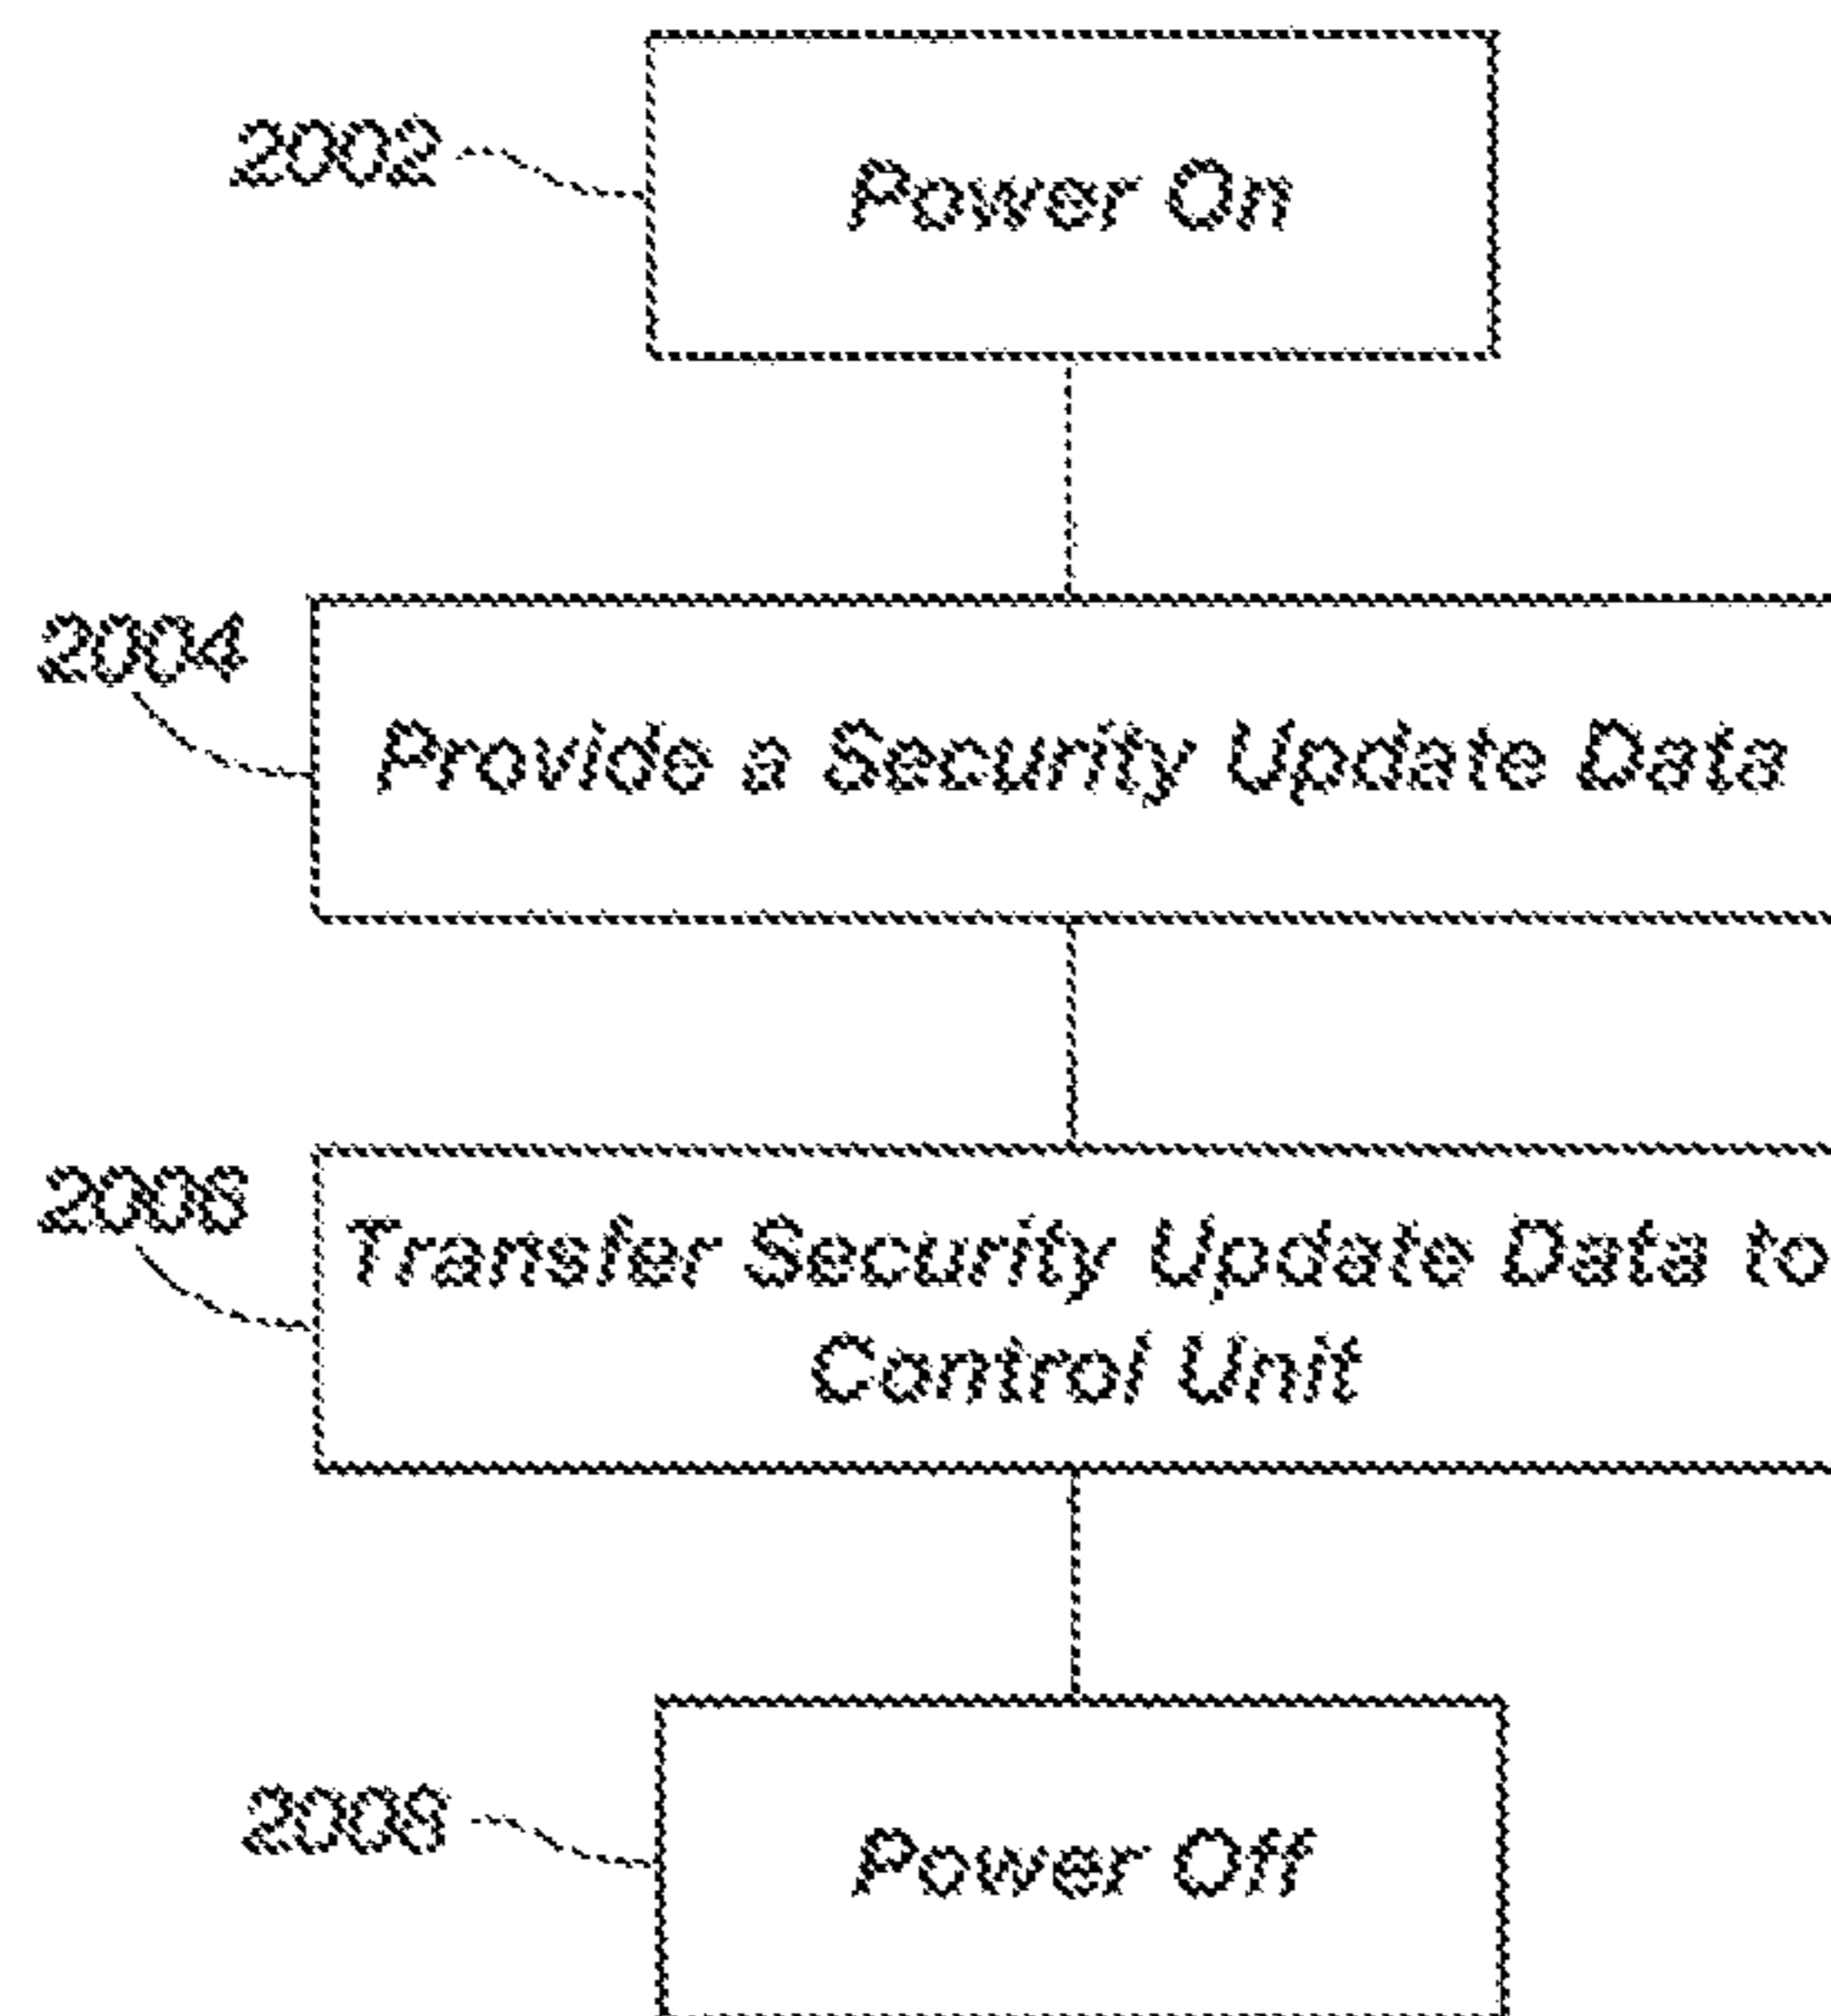 2002
Power On
2004
Provide a Security Update Data
2006
Transfer Security Update Data to
Control Unit
2008
Power Off